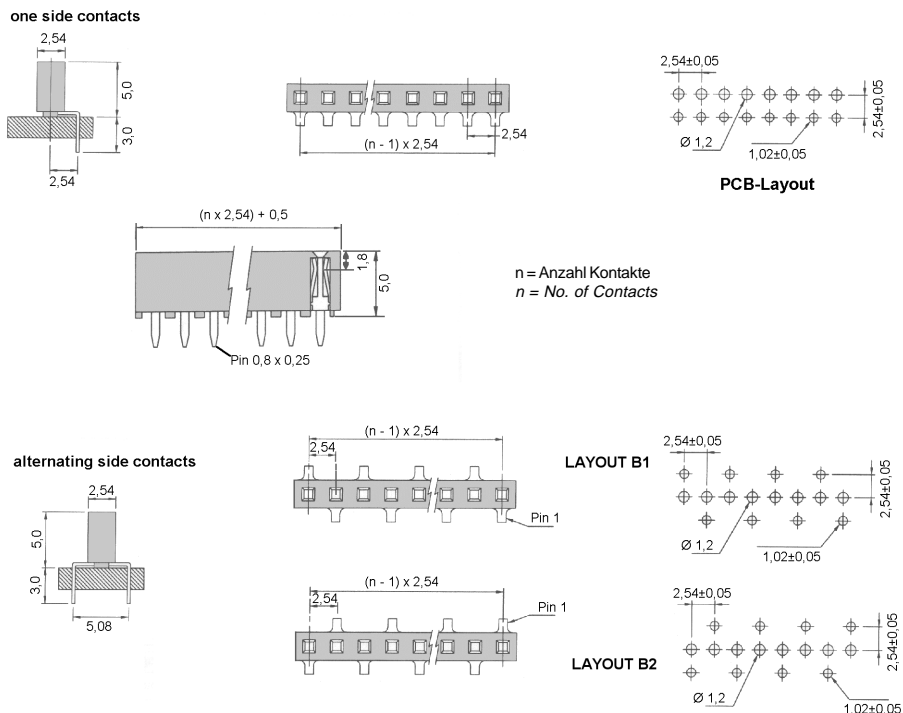 one side contacts
2,54
5,0
3,0
2,54
2,54
(n - 1) x 2,54
2,54±0,05
2,54±0,05
Ø 1,2
1,02±0,05
PCB-Layout
(n x 2,54) + 0,5
1,8
5,0
Pin 0,8 x 0,25
n = Anzahl Kontakte
n = No. of Contacts
alternating side contacts
2,54
5,0
3,0
5,08
(n - 1) x 2,54
2,54
Pin 1
LAYOUT B1
2,54±0,05
2,54±0,05
Ø 1,2
1,02±0,05
(n - 1) x 2,54
2,54
Pin 1
LAYOUT B2
2,54±0,05
2,54±0,05
Ø 1,2
1,02±0,05